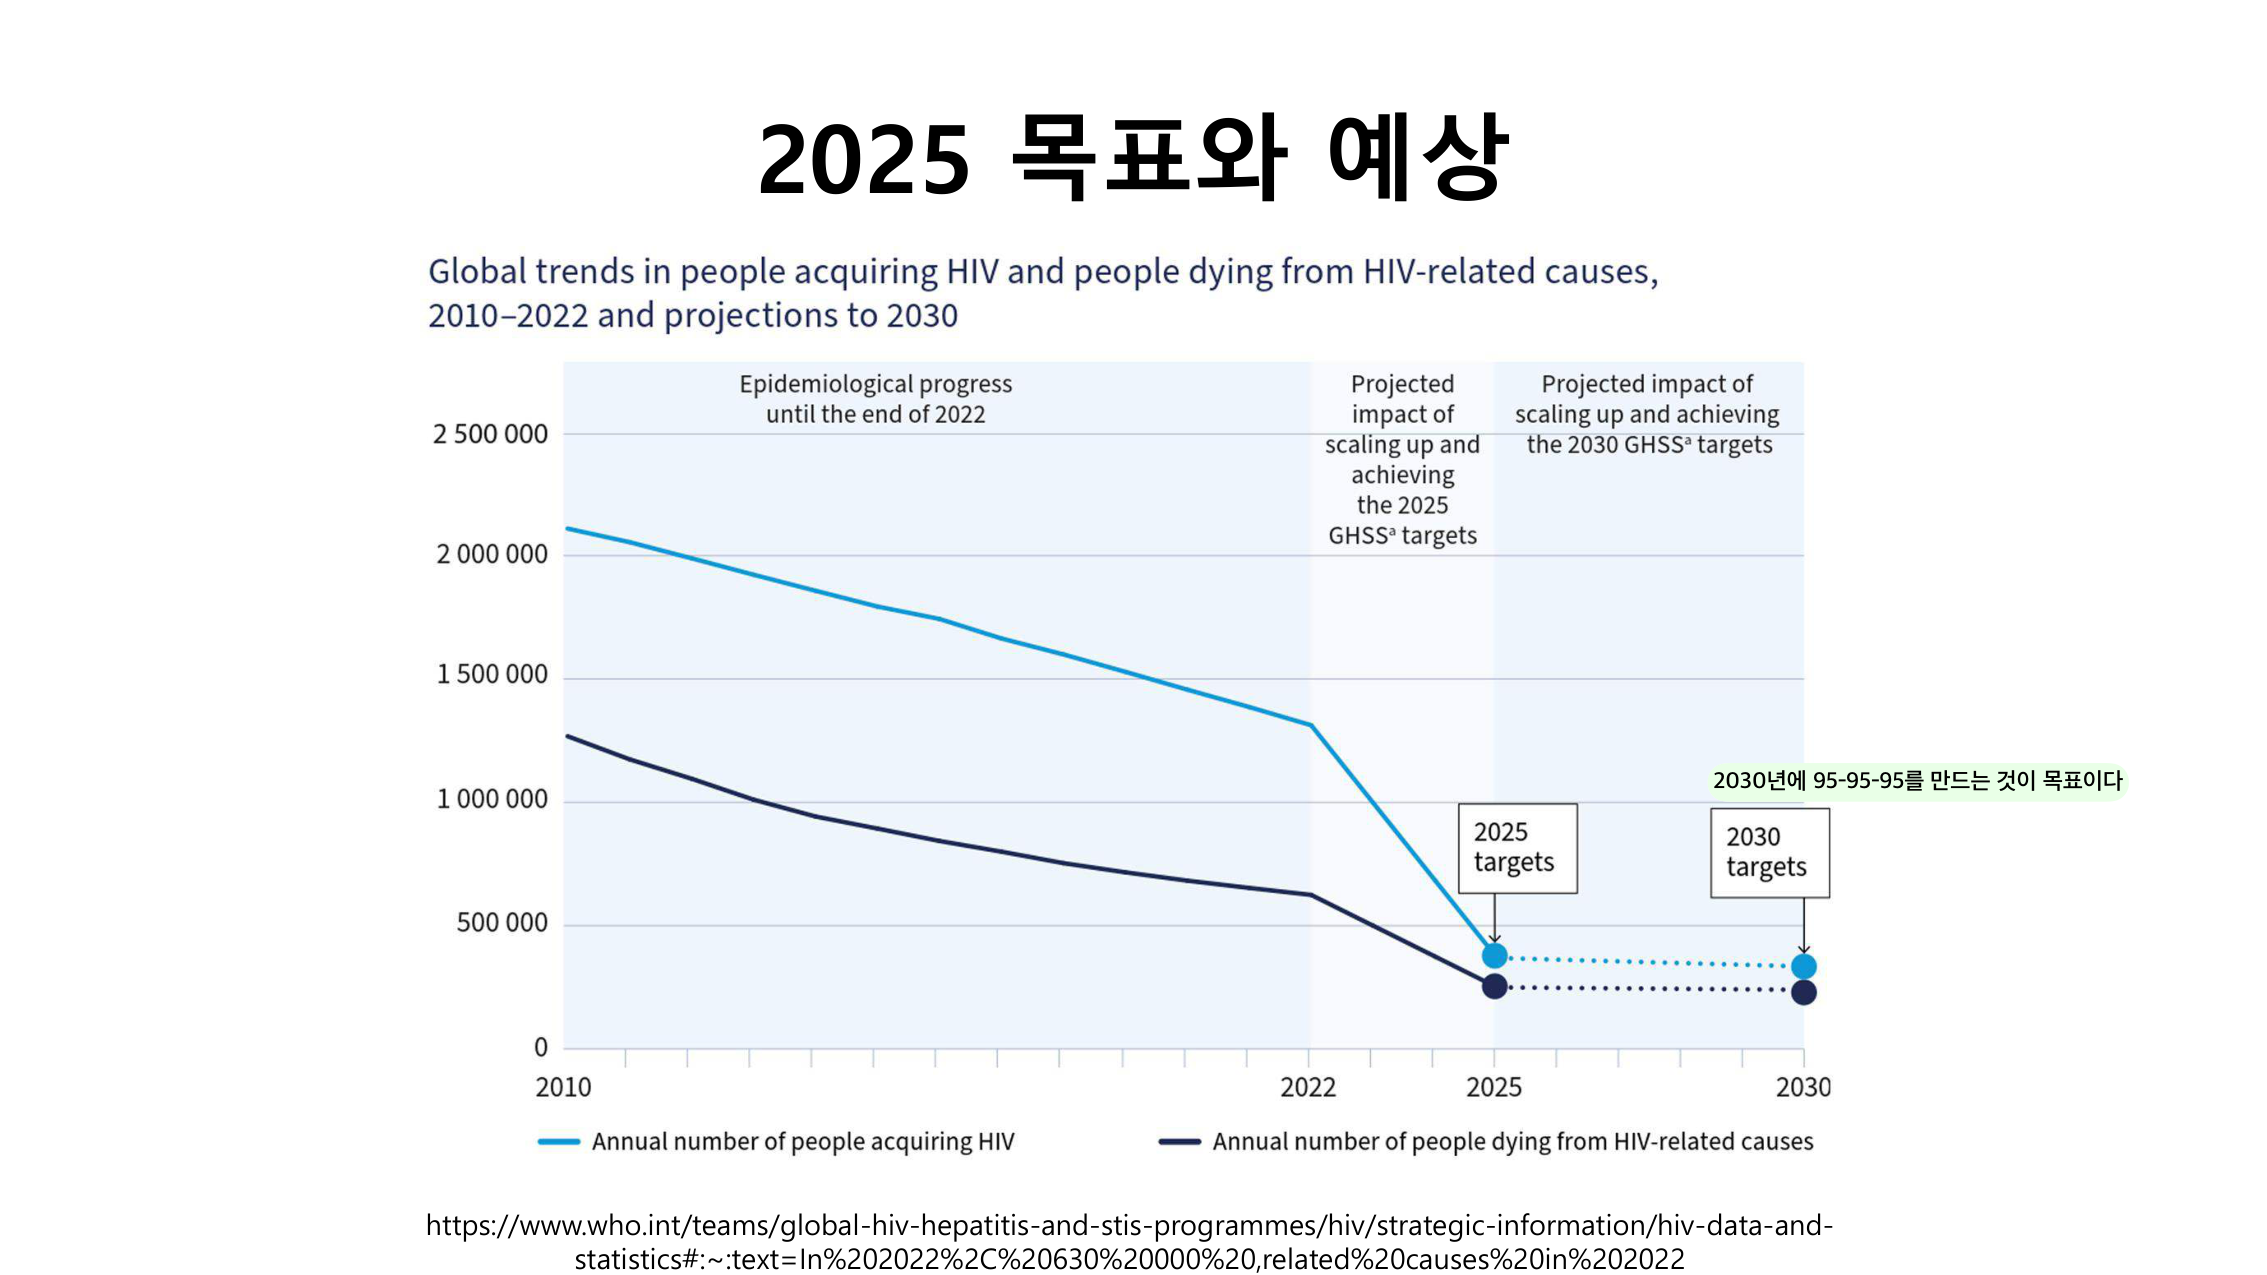 2025 목표와 예상
Global trends in people acquiring HIV and people dying from HIV-related causes,
2010–2022 and projections to 2030
Epidemiological progress
until the end of 2022
Projected
impact of
scaling up and
achieving
the 2025
GHSSᵃ targets
Projected impact of
scaling up and achieving
the 2030 GHSSᵃ targets
2 500 000
2 000 000
1 500 000
1 000 000
500 000
0
2030년에 95-95-95를 만드는 것이 목표이다
2025
targets
2030
targets
2010
2022
2025
2030
Annual number of people acquiring HIV
Annual number of people dying from HIV-related causes
https://www.who.int/teams/global-hiv-hepatitis-and-stis-programmes/hiv/strategic-information/hiv-data-and-
statistics#:~:text=In%202022%2C%20630%20000%20,related%20causes%20in%202022